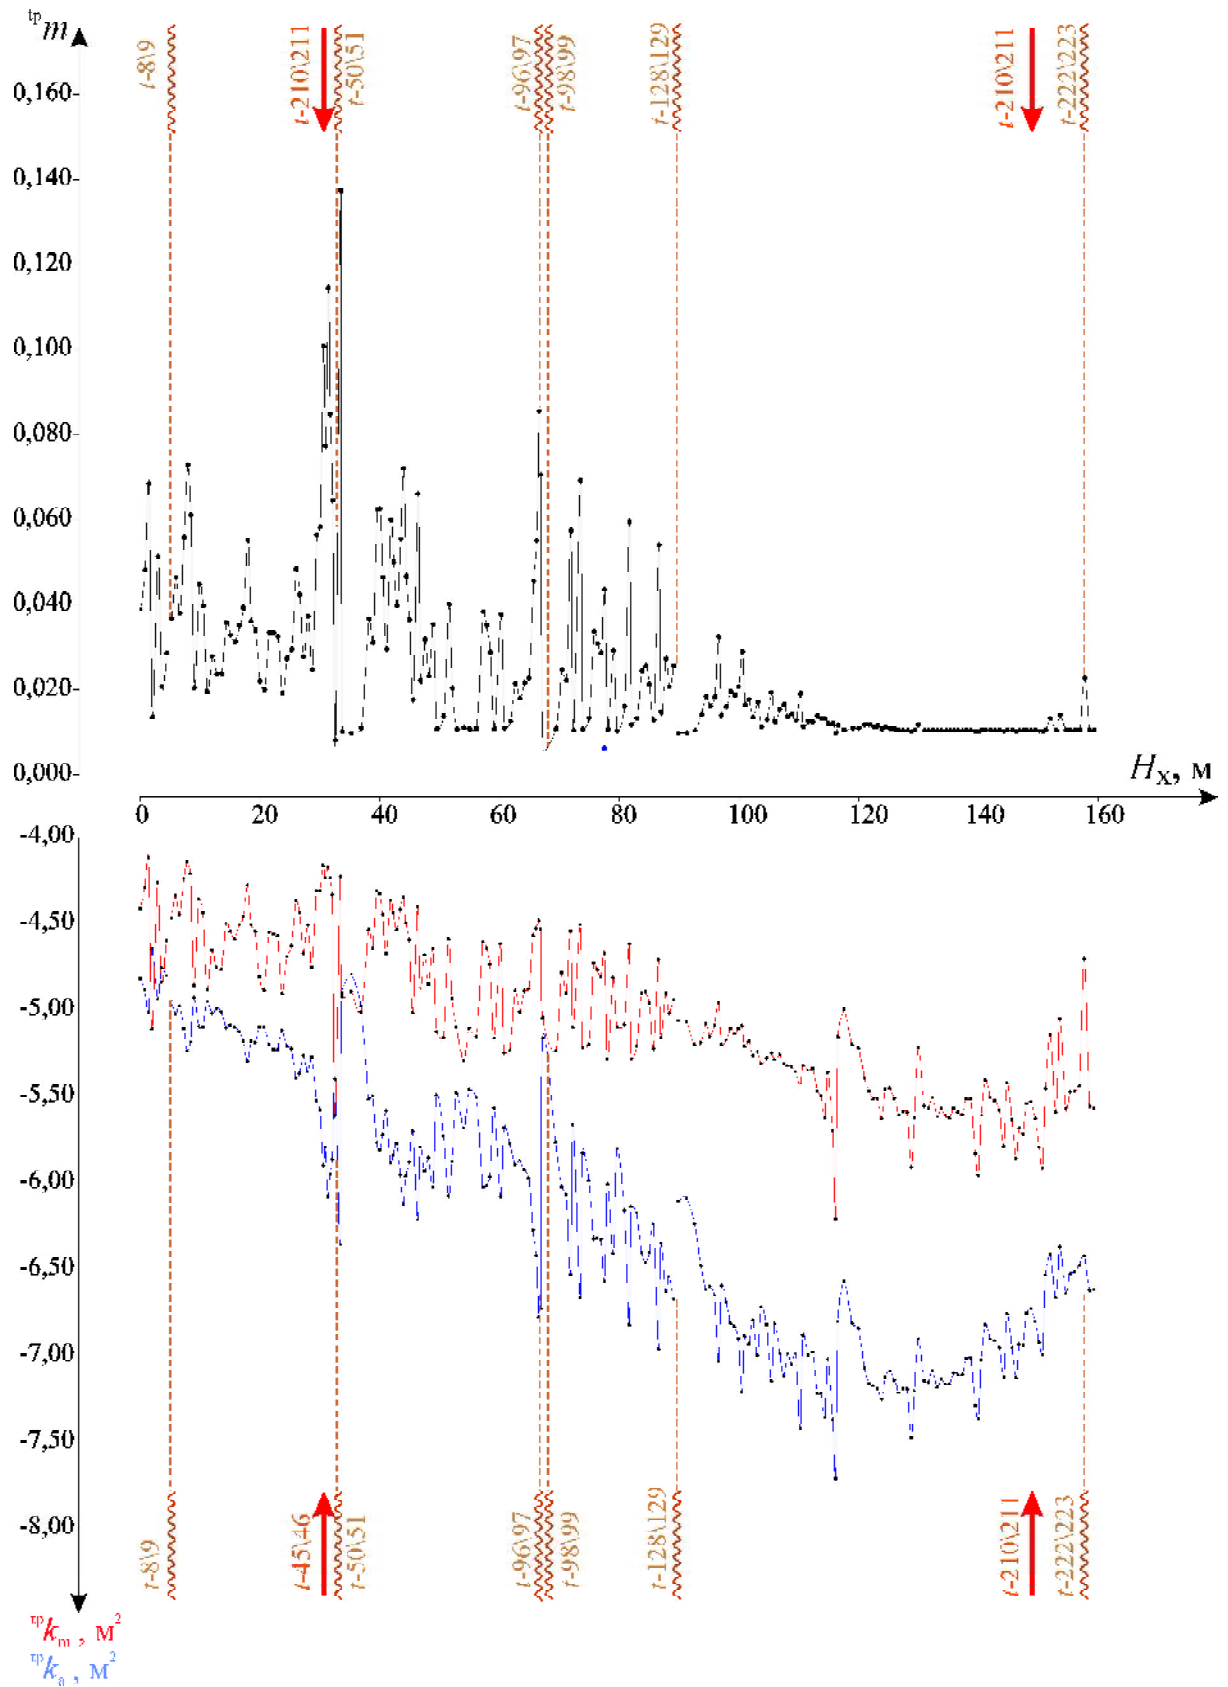 тр m
t-8\9
t-210\211
t-50\51
t-96\97
t-98\99
t-128\129
t-210\211
t-222\223
0,160
0,140
0,120
0,100
0,080
0,060
0,040
0,020
0,000
Hx, м
0 20 40 60 80 100 120 140 160
-4,00
-4,50
-5,00
-5,50
-6,00
-6,50
-7,00
-7,50
-8,00
t-8\9
t-45\46
t-50\51
t-96\97
t-98\99
t-128\129
t-210\211
t-222\223
тр km , м²
тр ka , м²